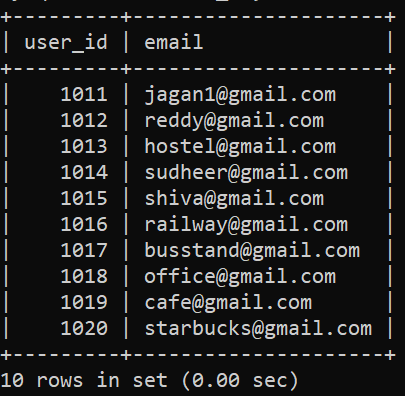 +---------+---------------------+
| user_id | email               |
+---------+---------------------+
|    1011 | jagan1@gmail.com    |
|    1012 | reddy@gmail.com     |
|    1013 | hostel@gmail.com    |
|    1014 | sudheer@gmail.com   |
|    1015 | shiva@gmail.com     |
|    1016 | railway@gmail.com   |
|    1017 | busstand@gmail.com  |
|    1018 | office@gmail.com    |
|    1019 | cafe@gmail.com      |
|    1020 | starbucks@gmail.com |
+---------+---------------------+
10 rows in set (0.00 sec)